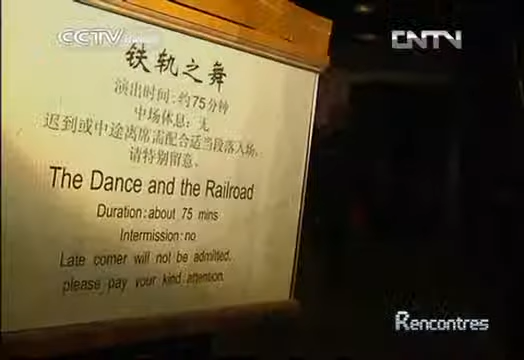 CCTV
CNTV
铁轨之舞
演出时间:约75分钟
中场休息:无
迟到或中途离席需配合适当段落入场,
请特别留意。
The Dance and the Railroad
Duration:about 75 mins
Intermission:no
Late comer will not be admitted,
please pay your kind attention.
Rencontres